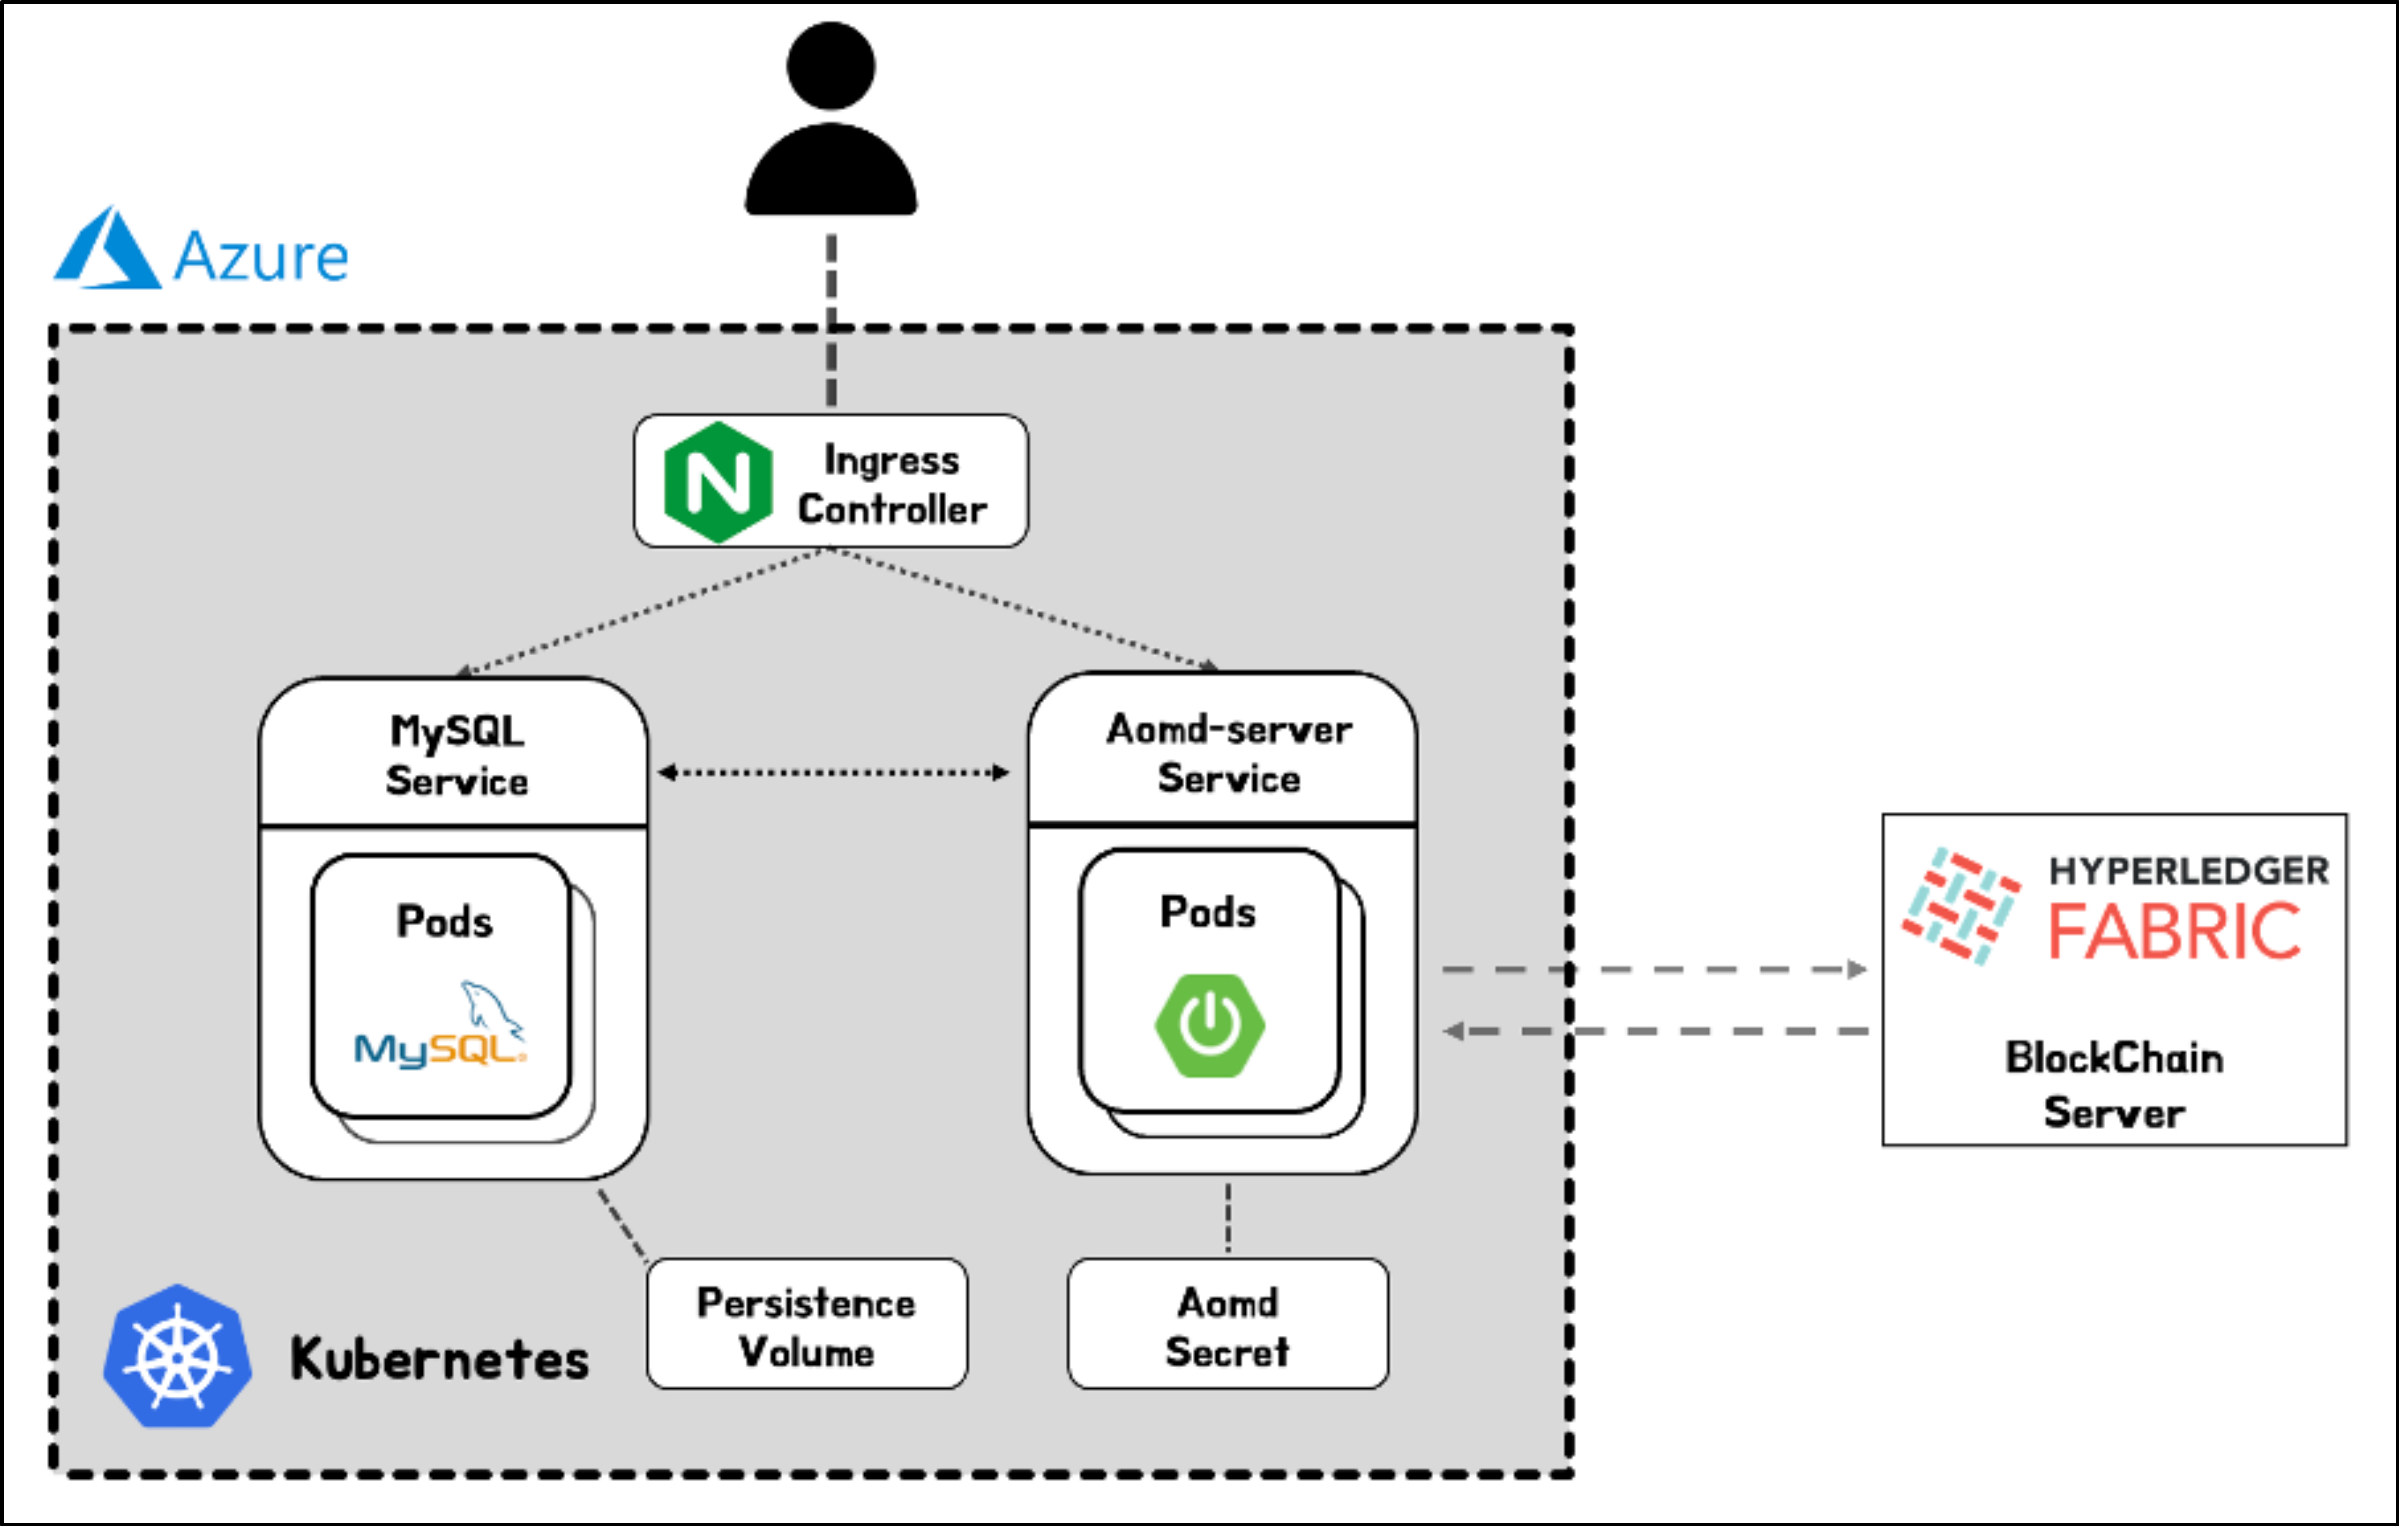 Azure
Ingress
Controller
MySQL
Service
Aomd-server
Service
Pods
MySQL®
Pods
HYPERLEDGER
FABRIC
BlockChain
Server
Persistence
Volume
Aomd
Secret
Kubernetes